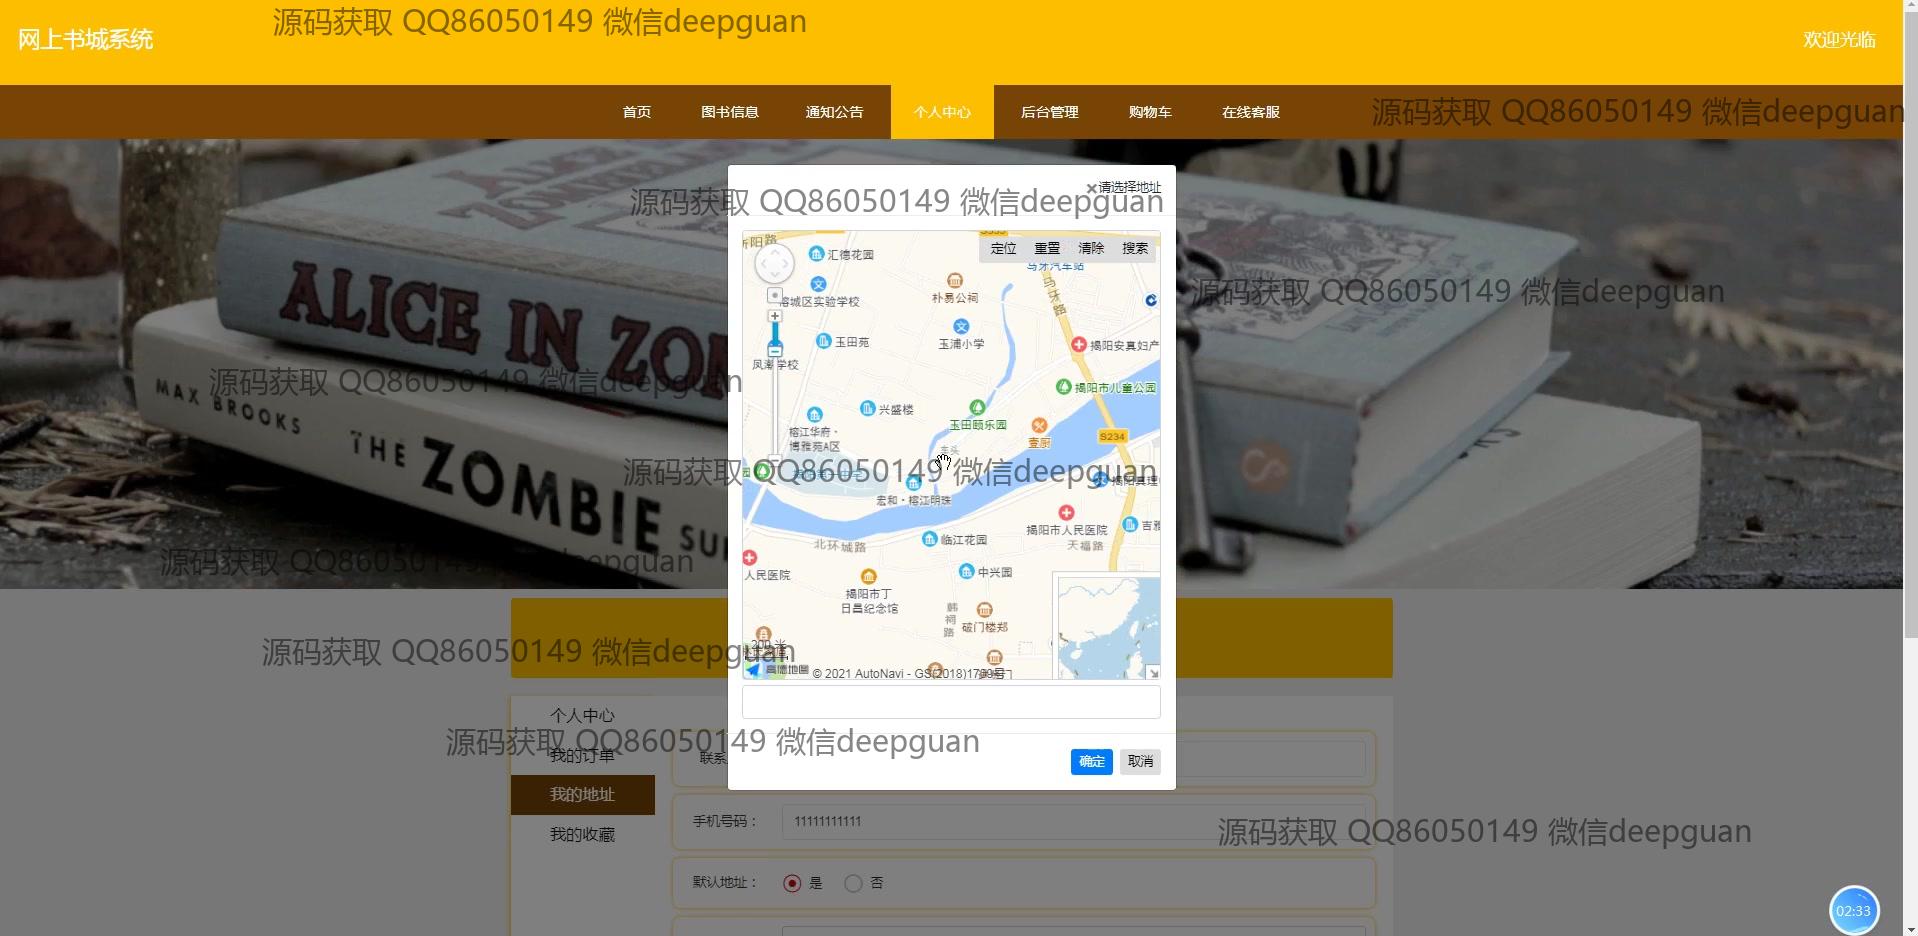 源码获取 QQ86050149 微信deepguan
网上书城系统
欢迎光临
首页
图书信息
通知公告
个人中心
后台管理
购物车
在线客服
源码获取 QQ86050149 微信deepguan
×请选择地址
源码获取 QQ86050149 微信deepguan
定位
重置
清除
搜索
汇德花园
榕城区实验学校
朴易公祠
玉田苑
玉浦小学
揭阳安真妇产
揭阳市儿童公园
兴盛楼
玉田颐乐园
壹厨
S234
榕江华府·
博雅苑A区
宏和·榕江明珠
揭阳市人民医院
天福路
北环城路
临江花园
人民医院
中兴园
揭阳市丁
日昌纪念馆
韩祠路
破门楼郑
高德地图
© 2021 AutoNavi - GS(2018)1709号
源码获取 QQ86050149 微信deepguan
ALICE IN ZO
源码获取 QQ86050149 微信deepguan
MAX BROOKS
THE ZOMBIE SU
源码获取 QQ86050149 微信deepguan
源码获取 QQ86050149 微信deepguan
源码获取 QQ86050149 微信deepguan
个人中心
我的订单
我的地址
我的收藏
源码获取 QQ86050149 微信deepguan
确定
取消
手机号码：
11111111111
源码获取 QQ86050149 微信deepguan
默认地址：
是
否
02:33